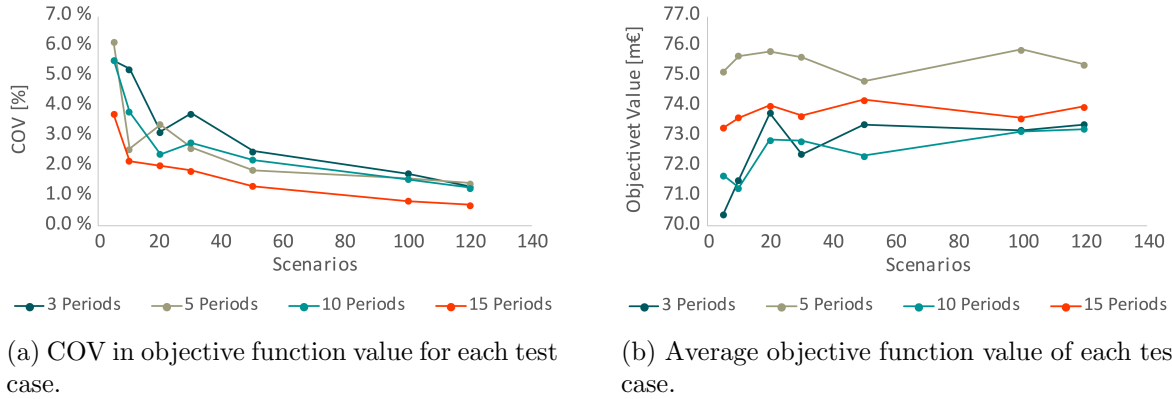 7.0 %
6.0 %
5.0 %
4.0 %
3.0 %
2.0 %
1.0 %
0.0 %
COV [%]
0 20 40 60 80 100 120 140
Scenarios
3 Periods 5 Periods 10 Periods 15 Periods
(a) COV in objective function value for each test
case.
77.0
76.0
75.0
74.0
73.0
72.0
71.0
70.0
Objectivet Value [m€]
0 20 40 60 80 100 120 140
Scenarios
3 Periods 5 Periods 10 Periods 15 Periods
(b) Average objective function value of each tes
case.